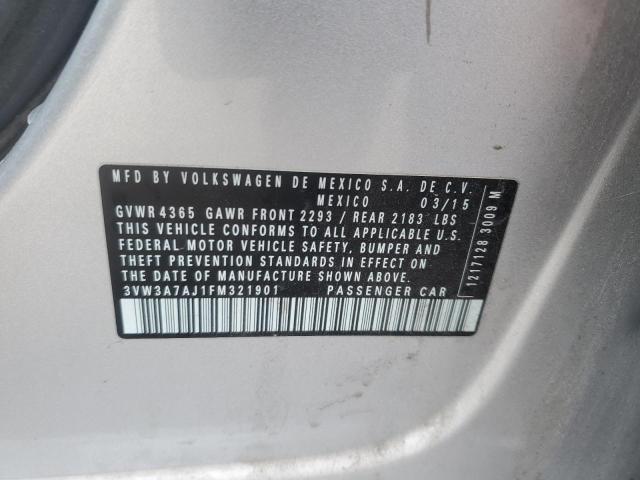 MFD BY VOLKSWAGEN DE MEXICO S.A. DE C.V.
MEXICO 03/15
GVWR 4365 GAWR FRONT 2293 / REAR 2183 LBS
THIS VEHICLE CONFORMS TO ALL APPLICABLE U.S.
FEDERAL MOTOR VEHICLE SAFETY, BUMPER AND
THEFT PREVENTION STANDARDS IN EFFECT ON
THE DATE OF MANUFACTURE SHOWN ABOVE.
3VW3A7AJ1FM321901 PASSENGER CAR
1217128 3009 M